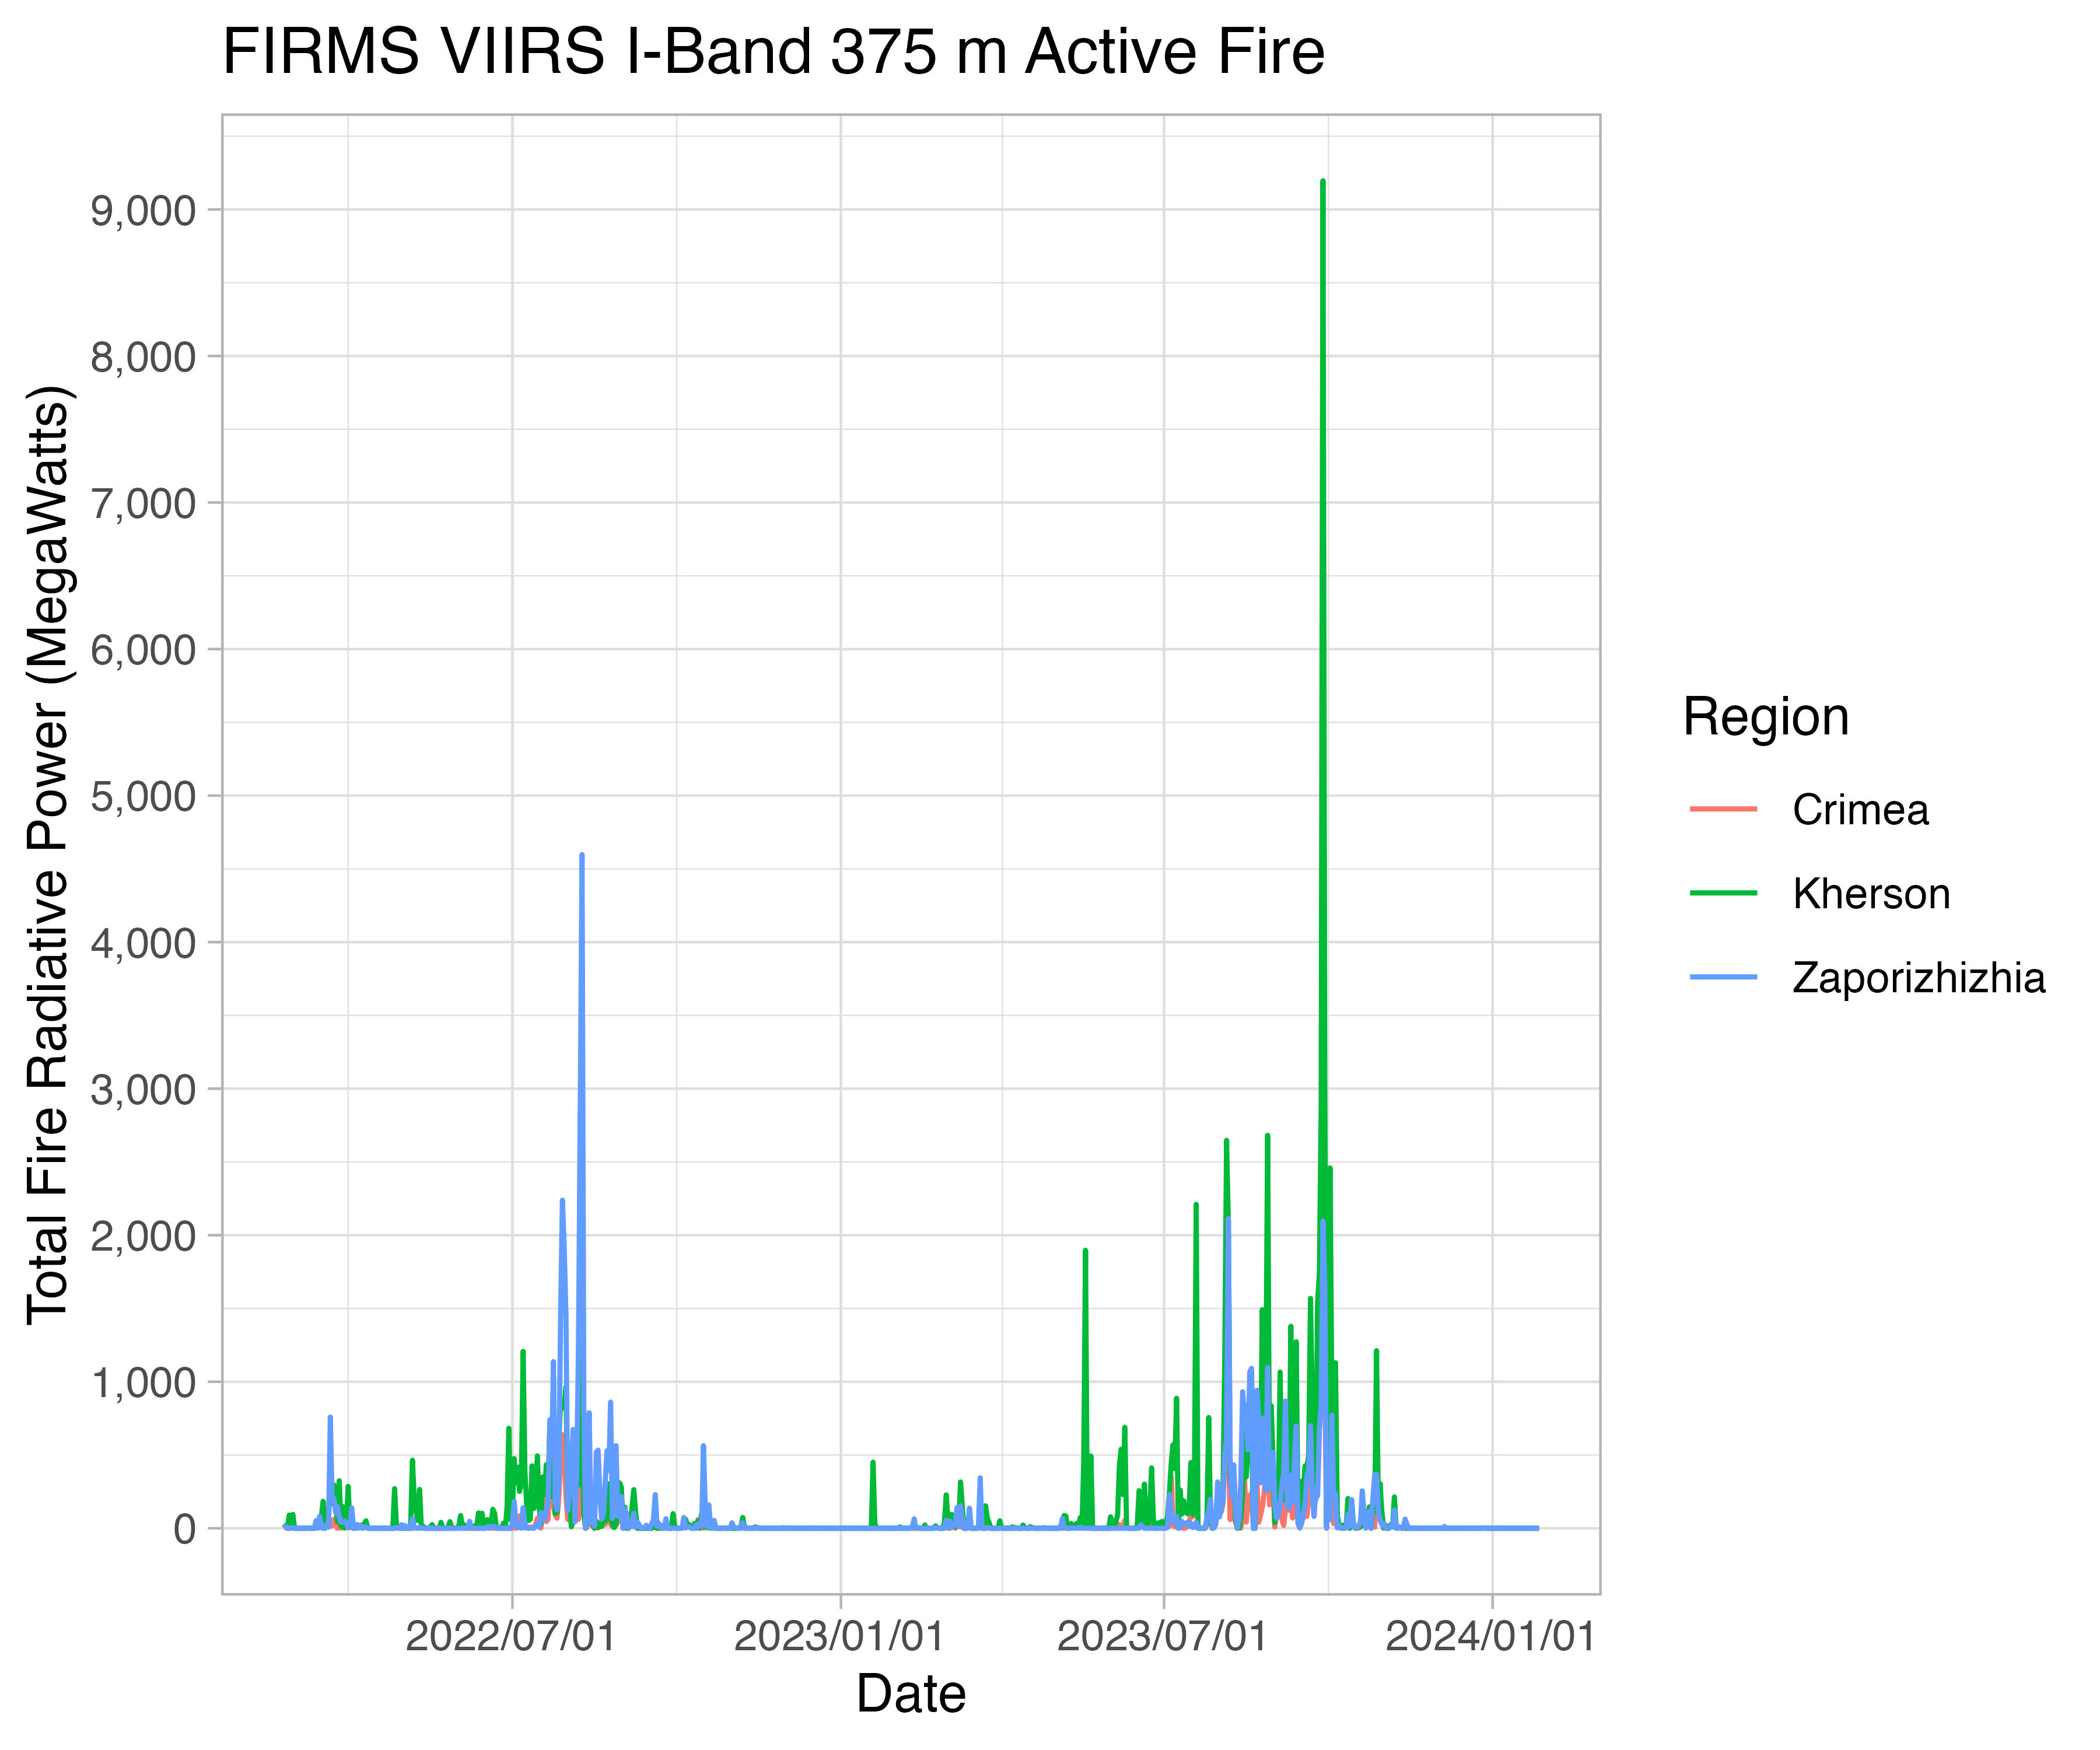 FIRMS VIIRS I-Band 375 m Active Fire
Total Fire Radiative Power (MegaWatts)
9,000
8,000
7,000
6,000
5,000
4,000
3,000
2,000
1,000
0
2022/07/01
2023/01/01
2023/07/01
2024/01/01
Date
Region
Crimea
Kherson
Zaporizhizhia